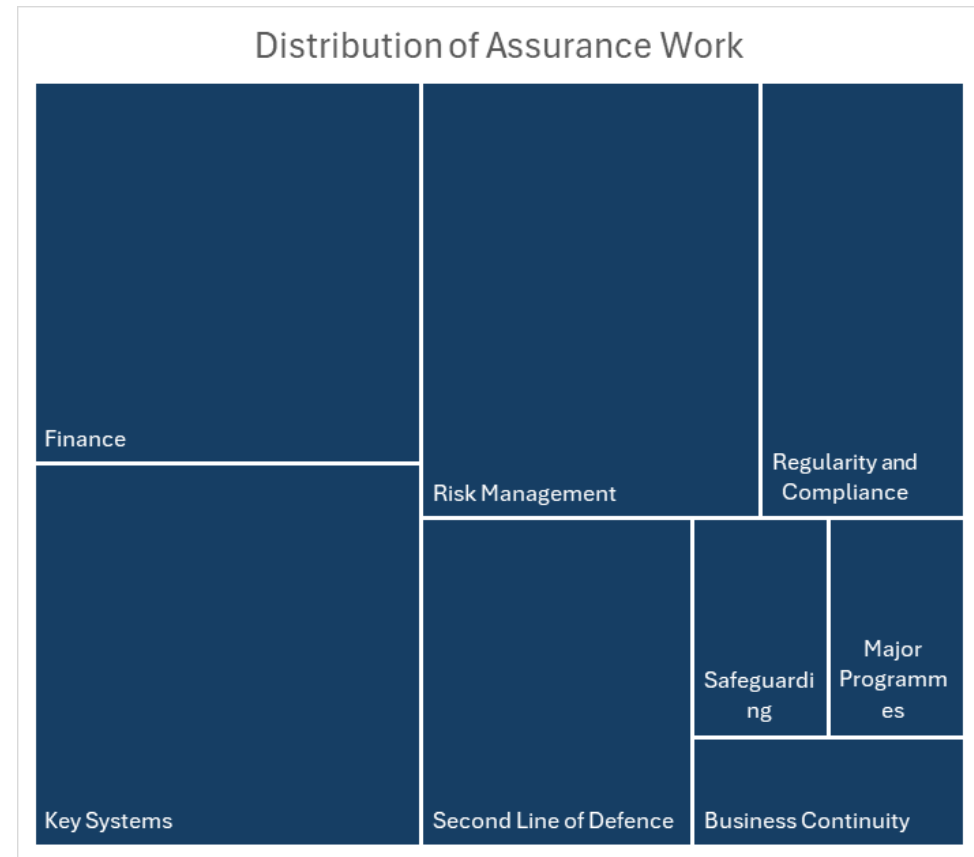 Distribution of Assurance Work
Finance
Risk Management
Regularity and
Compliance
Key Systems
Second Line of Defence
Safeguardi
ng
Major
Programm
es
Business Continuity